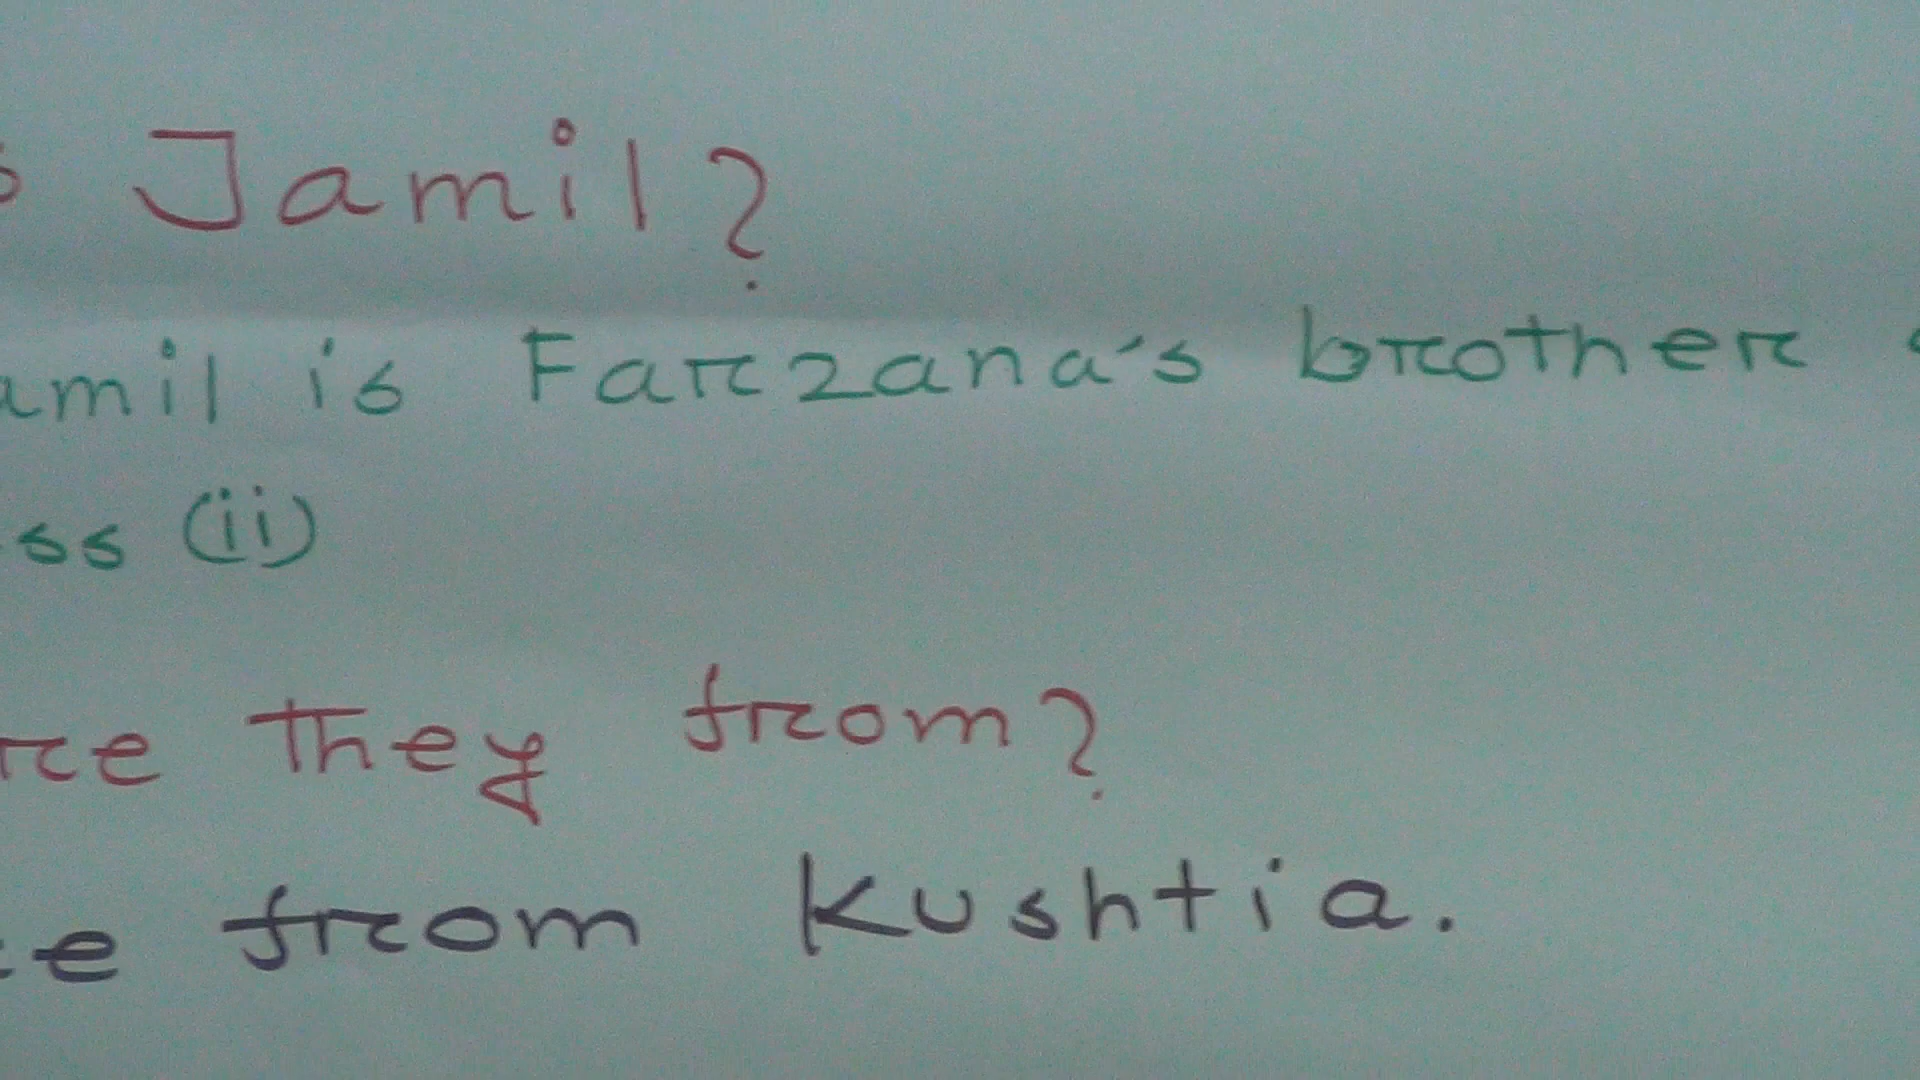 s Jamil?
amil is Farzana's brother
ss (ii)
re they from?
e from Kushtia.